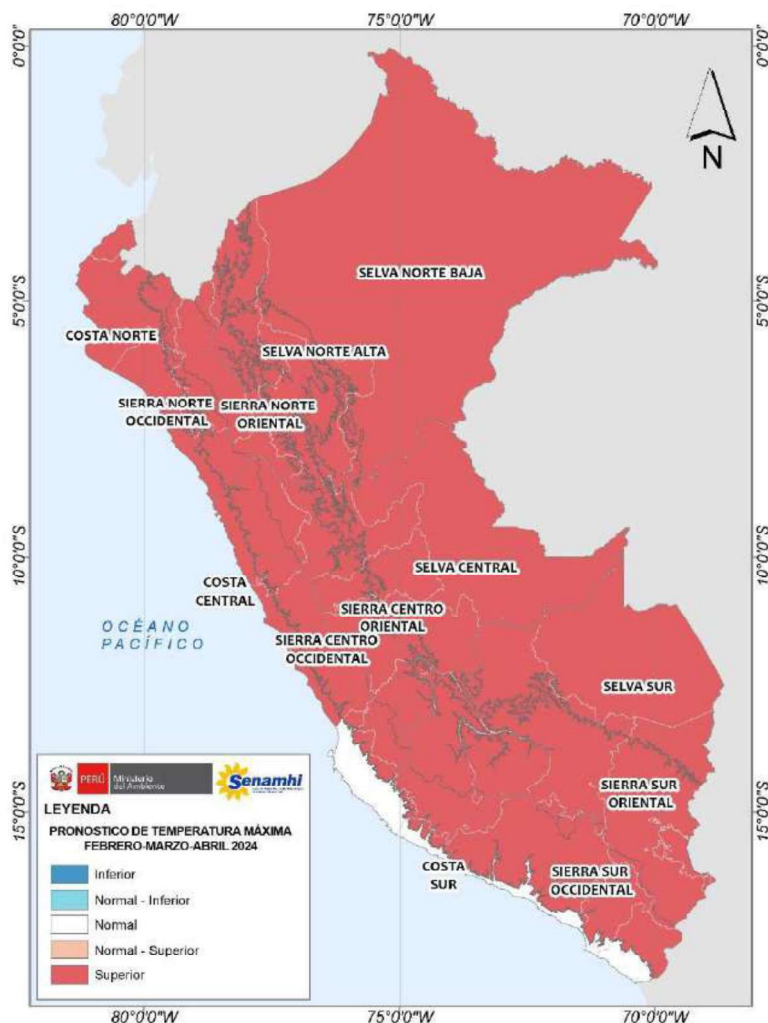 80°0'0"W
75°0'0"W
70°0'0"W
0°0'0"
0°0'0"
N
SELVA NORTE BAJA
5°0'0"S
5°0'0"S
COSTA NORTE
SELVA NORTE ALTA
SIERRA NORTE
OCCIDENTAL
SIERRA NORTE
ORIENTAL
10°0'0"S
10°0'0"S
SELVA CENTRAL
COSTA
CENTRAL
SIERRA CENTRO
ORIENTAL
OCÉANO
PACÍFICO
SIERRA CENTRO
OCCIDENTAL
SELVA SUR
SIERRA SUR
ORIENTAL
15°0'0"S
15°0'0"S
COSTA
SUR
SIERRA SUR
OCCIDENTAL
PERÚ
Ministerio
del Ambiente
Senamhi
LEYENDA
PRONOSTICO DE TEMPERATURA MÁXIMA
FEBRERO-MARZO-ABRIL 2024
Inferior
Normal - Inferior
Normal
Normal - Superior
Superior
80°0'0"W
75°0'0"W
70°0'0"W